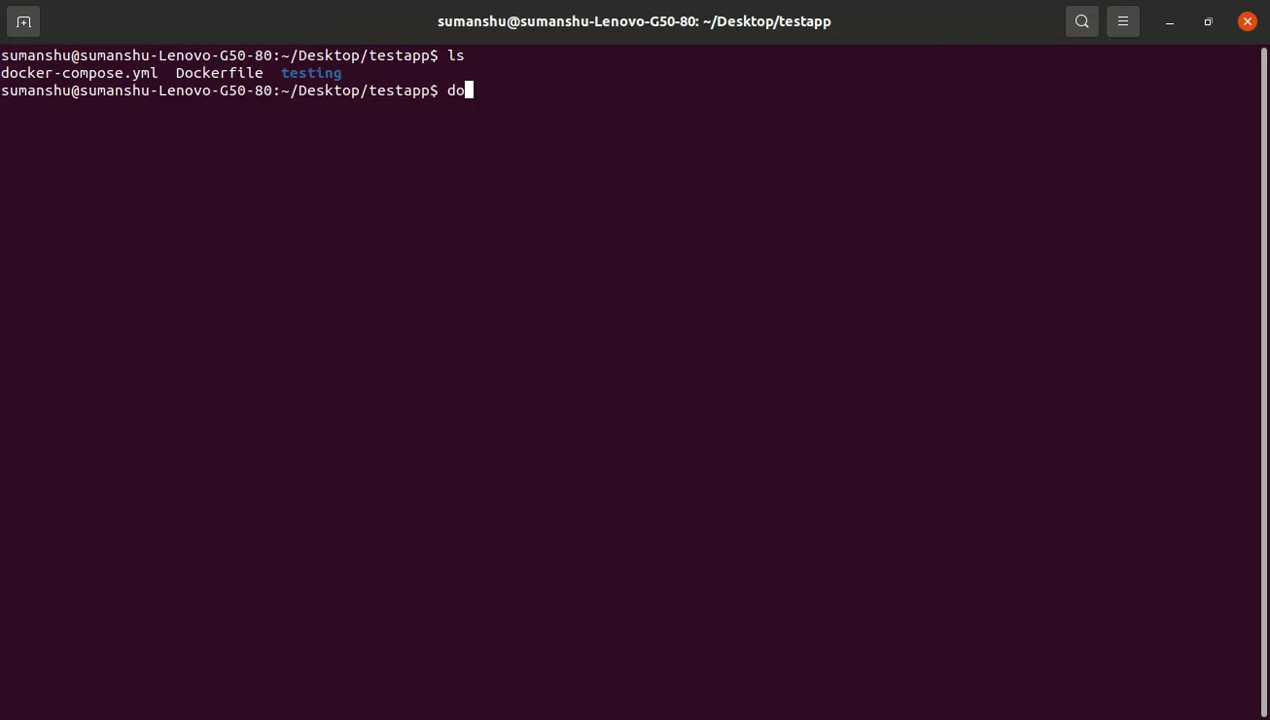 sumanshu@sumanshu-Lenovo-G50-80: ~/Desktop/testapp
sumanshu@sumanshu-Lenovo-G50-80:~/Desktop/testapp$ ls
docker-compose.yml  Dockerfile  testing
sumanshu@sumanshu-Lenovo-G50-80:~/Desktop/testapp$ do